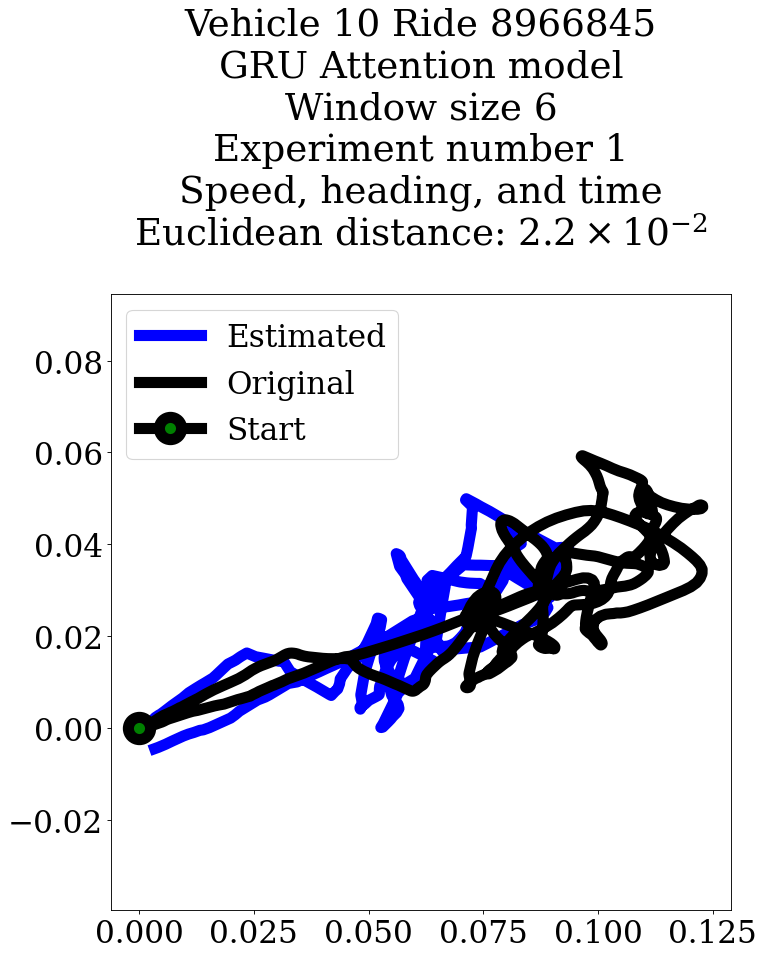 Vehicle 10 Ride 8966845
GRU Attention model
Window size 6
Experiment number 1
Speed, heading, and time
Euclidean distance: 2.2 × 10⁻²
Estimated
Original
Start
0.08
0.06
0.04
0.02
0.00
−0.02
0.000 0.025 0.050 0.075 0.100 0.125